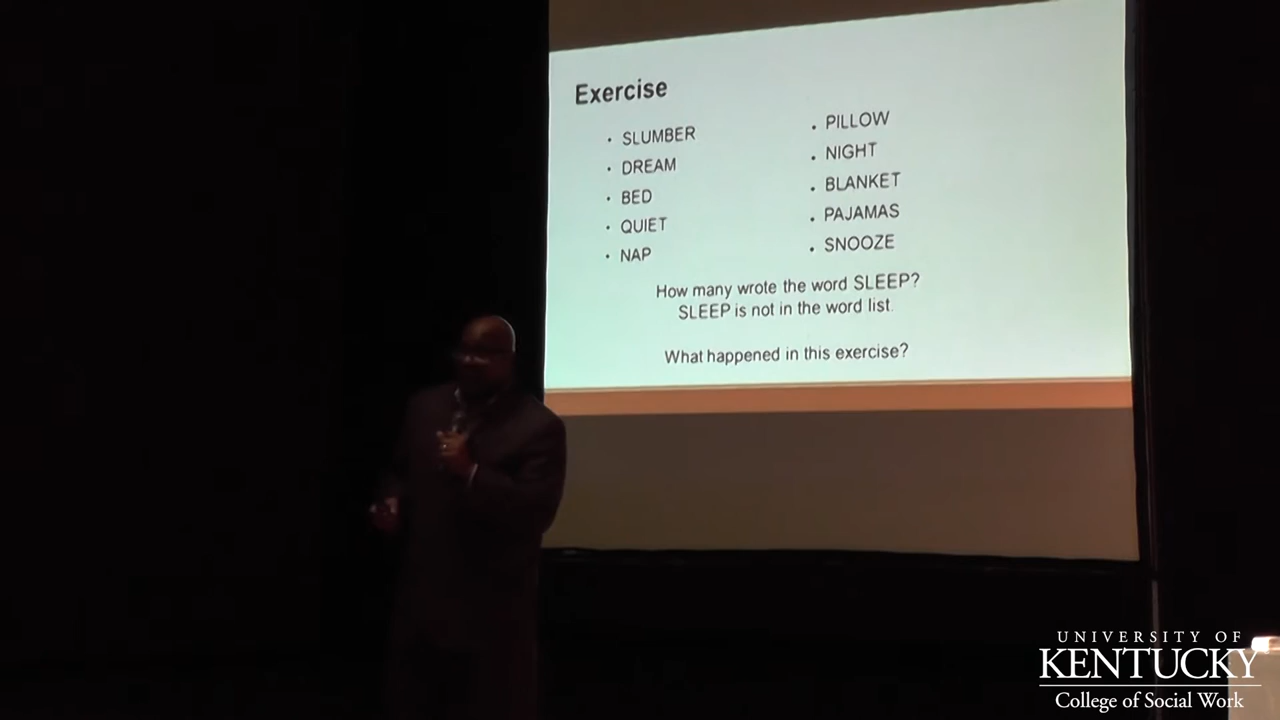 Exercise
• SLUMBER
• DREAM
• BED
• QUIET
• NAP
• PILLOW
• NIGHT
• BLANKET
• PAJAMAS
• SNOOZE
How many wrote the word SLEEP?
SLEEP is not in the word list.
What happened in this exercise?
UNIVERSITY OF
KENTUCKY
College of Social Work